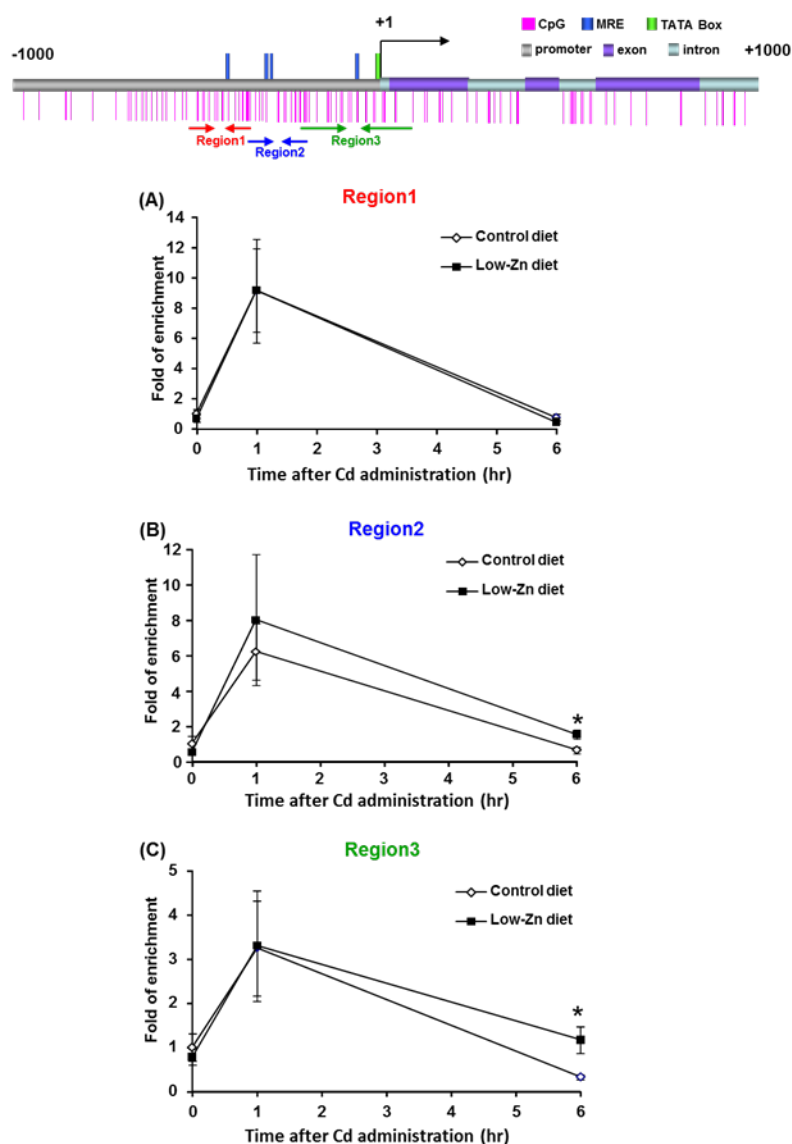 +1
CpG MRE TATA Box
-1000 promoter exon intron +1000
Region1 Region2 Region3
(A) Region1
Fold of enrichment
14
12
10
8
6
4
2
0
Control diet
Low-Zn diet
0 1 2 3 4 5 6
Time after Cd administration (hr)
(B) Region2
Fold of enrichment
12
10
8
6
4
2
0
Control diet
Low-Zn diet
*
0 1 2 3 4 5 6
Time after Cd administration (hr)
(C) Region3
Fold of enrichment
5
4
3
2
1
0
Control diet
Low-Zn diet
*
0 1 2 3 4 5 6
Time after Cd administration (hr)